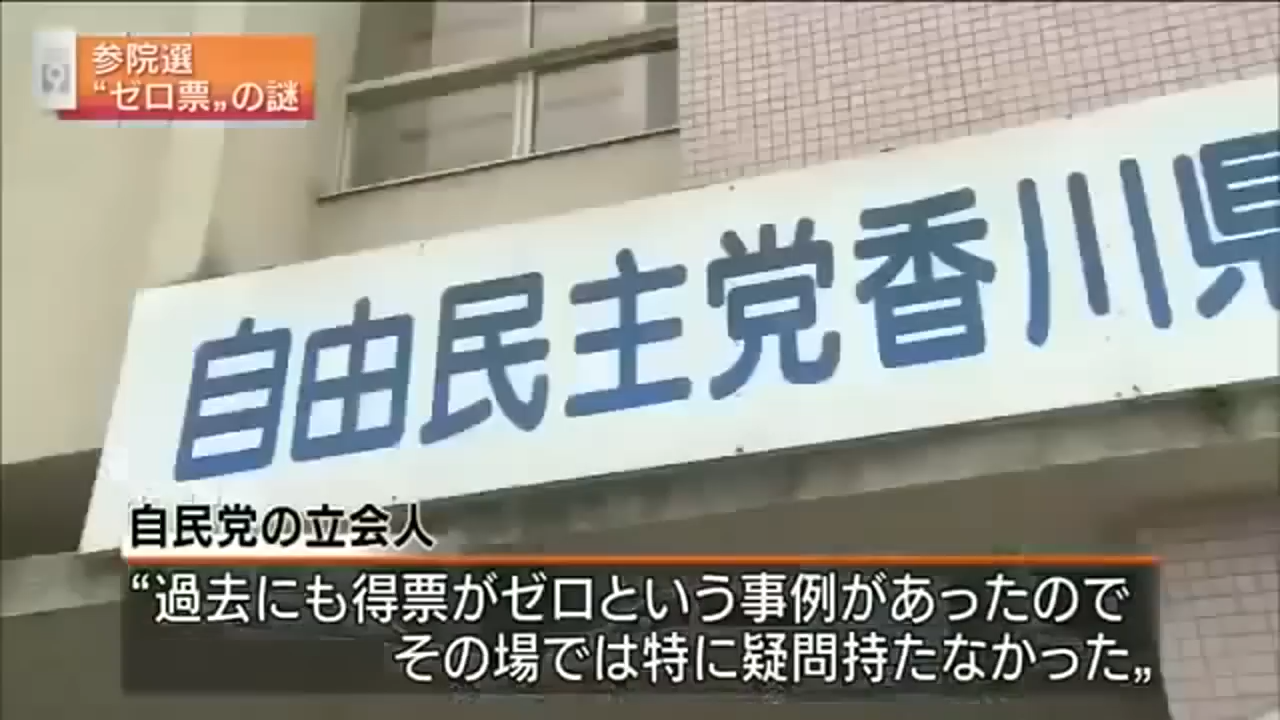 参院選
“ゼロ票„の謎
自由民主党香川県
自民党の立会人
“過去にも得票がゼロという事例があったので
その場では特に疑問持たなかった„